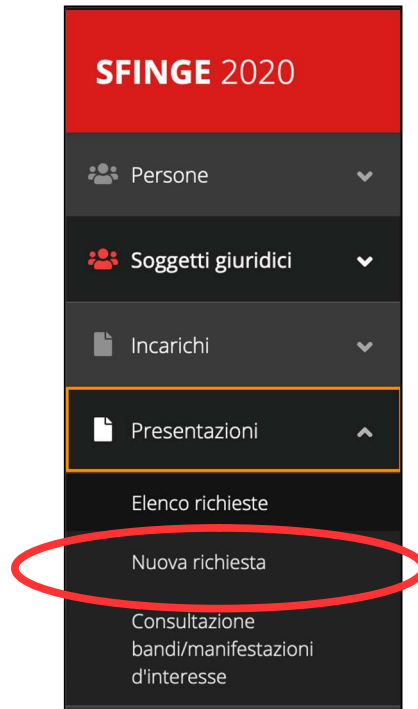 SFINGE 2020
Persone
Soggetti giuridici
Incarichi
Presentazioni
Elenco richieste
Nuova richiesta
Consultazione
bandi/manifestazioni
d'interesse